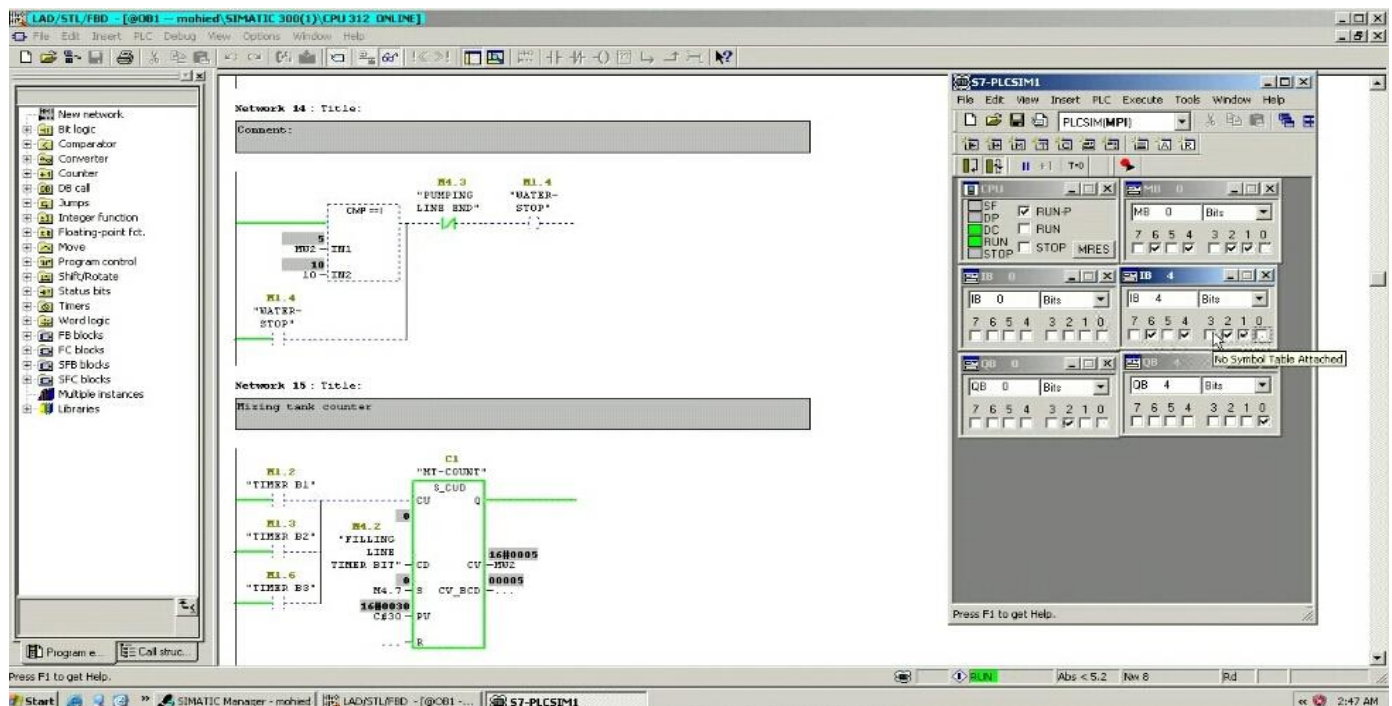 LAD/STL/FBD - [@OB1 -- mohied\SIMATIC 300(1)\CPU 312 ONLINE]
File Edit Insert PLC Debug View Options Window Help
New network
Bit logic
Comparator
Converter
Counter
DB call
Jumps
Integer function
Floating-point fct.
Move
Program control
Shift/Rotate
Status bits
Timers
Word logic
FB blocks
FC blocks
SFB blocks
SFC blocks
Multiple instances
Libraries
Program e... Call struc...
Network 14 : Title:
Comment:
M4.3 M1.4
"PUMPING "WATER-
CMP ==I LINE END" STOP"
5
MW2 IN1
10
10 IN2
M1.4
"WATER-
STOP"
Network 15 : Title:
Mixing tank counter
C1
M1.2 "MT-COUNT"
"TIMER B1" S_CUD
CU Q
0
M1.3 M4.2
"TIMER B2" "FILLING
LINE 16#0005
TIMER BIT" CD CV MW2
M1.6 0 00005
"TIMER B3" M4.7 S CV_BCD ...
16#0030
C#30 PV
... R
S7-PLCSIM1
File Edit View Insert PLC Execute Tools Window Help
PLCSIM(MPI)
+1 T=0
CPU MB 0
SF
DP RUN-P MB 0 Bits
DC RUN 7 6 5 4 3 2 1 0
RUN
STOP STOP MRES
IB 0 IB 4
IB 0 Bits IB 4 Bits
7 6 5 4 3 2 1 0 7 6 5 4 3 2 1 0
No Symbol Table Attached
QB 0 QB 4
QB 0 Bits QB 4 Bits
7 6 5 4 3 2 1 0 7 6 5 4 3 2 1 0
Press F1 to get Help.
Press F1 to get Help. RUN Abs < 5.2 Nw 8 Rd
Start SIMATIC Manager - mohied LAD/STL/FBD - [@OB1 -... S7-PLCSIM1 2:47 AM